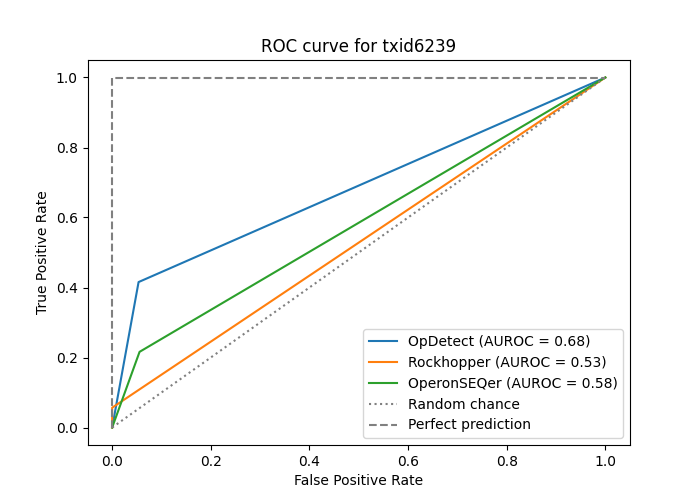 ROC curve for txid6239
1.0
0.8
0.6
0.4
0.2
0.0
True Positive Rate
OpDetect (AUROC = 0.68)
Rockhopper (AUROC = 0.53)
OperonSEQer (AUROC = 0.58)
Random chance
Perfect prediction
0.0 0.2 0.4 0.6 0.8 1.0
False Positive Rate